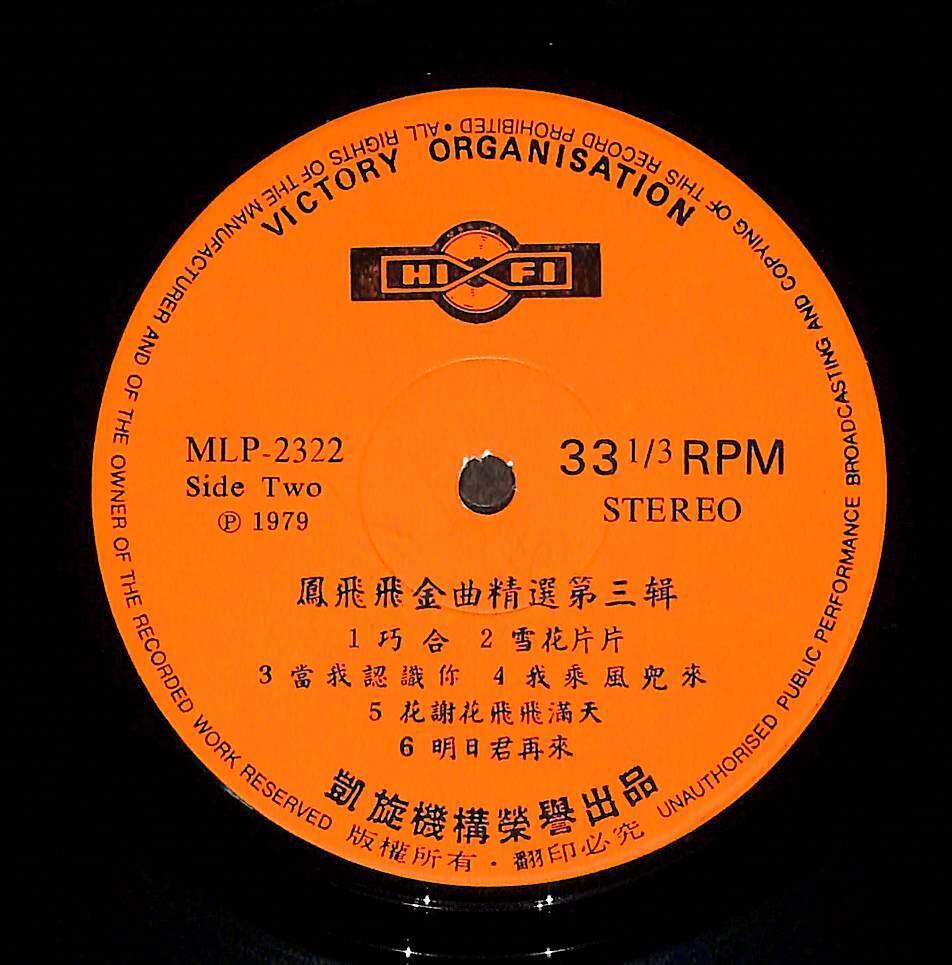 VICTORY ORGANISATION
HI FI
MLP-2322
Side Two
℗ 1979
33 1/3 RPM
STEREO
鳳飛飛金曲精選第三辑
1 巧合 2 雪花片片
3 當我認識你 4 我乘風兜來
5 花謝花飛飛滿天
6 明日君再來
凱旋機構榮譽出品
ALL RIGHTS OF THE MANUFACTURER AND OF THE OWNER OF THE RECORDED WORK RESERVED
版權所有·翻印必究
UNAUTHORISED PUBLIC PERFORMANCE BROADCASTING AND COPYING OF THIS RECORD PROHIBITED •